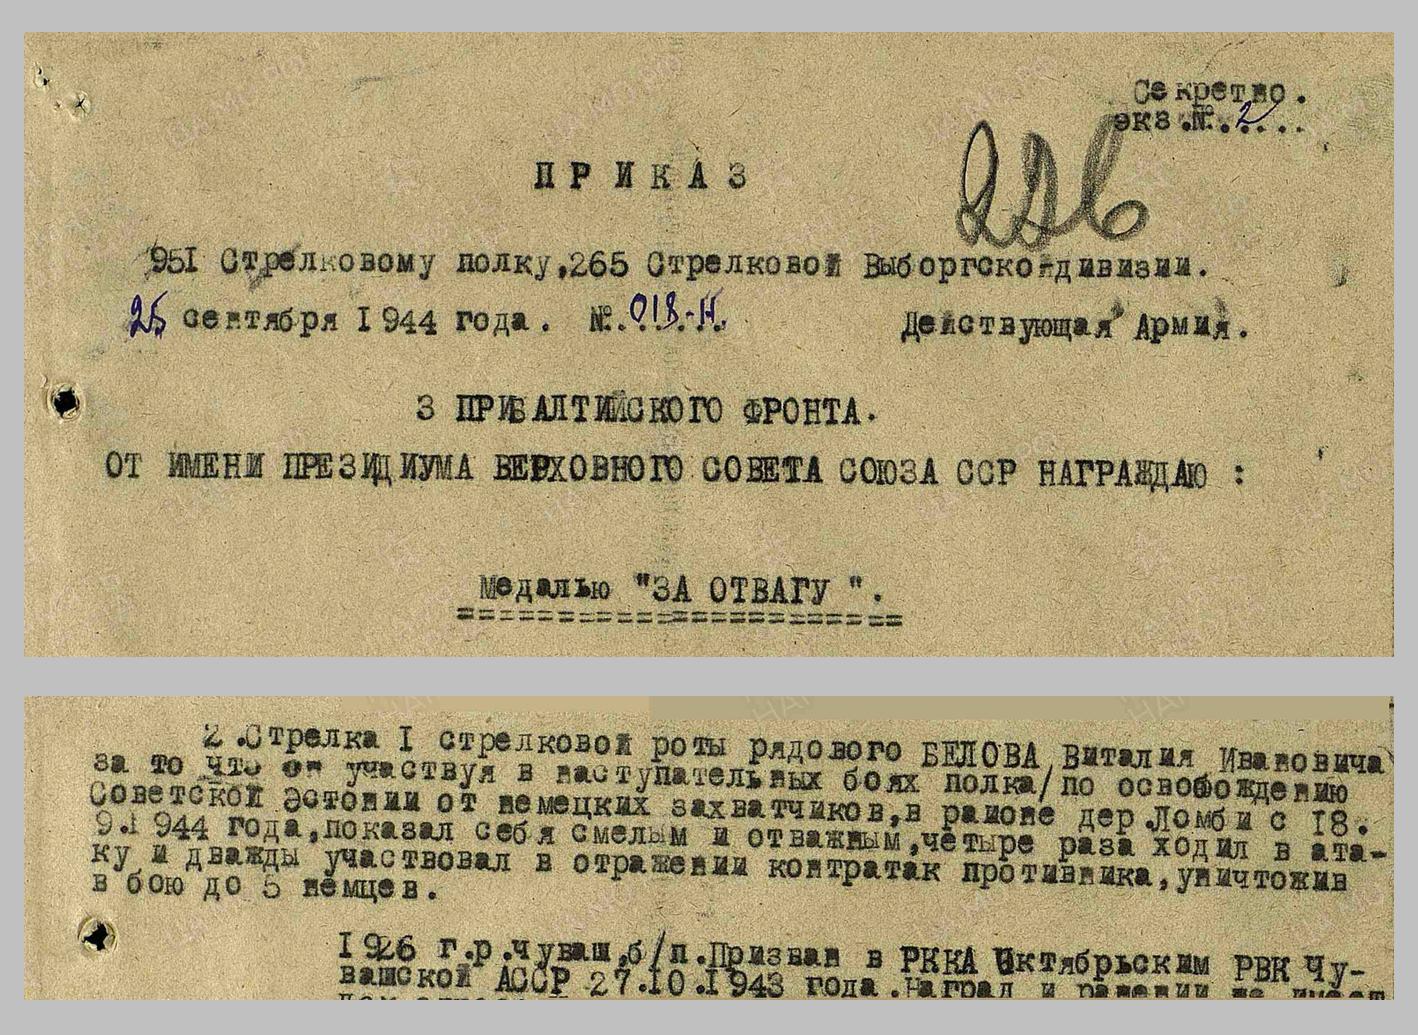 Секретно.
экз.№.2....
226
ПРИКАЗ
951 Стрелковому полку,265 Стрелковой Выборгской дивизии.
25 сентября 1944 года. №.018-Н. Действующая Армия.
3 ПРИБАЛТИЙСКОГО ФРОНТА.
ОТ ИМЕНИ ПРЕЗИДИУМА ВЕРХОВНОГО СОВЕТА СОЮЗА ССР НАГРАЖДАЮ :
Медалью "ЗА ОТВАГУ ".
2.Стрелка I стрелковой роты рядового БЕЛОВА Виталия Ивановича
за то что он участвуя в наступательных боях полка/по освобождению
Советской Эстонии от немецких захватчиков,в районе дер.Ломби с 18.
9.1944 года,показал себя смелым и отважным,четыре раза ходил в ата-
ку и дважды участвовал в отражении контратак противника,уничтожив
в бою до 5 немцев.
1926 г.р.чуваш,б/п.Призван в РККА Октябрьским РВК Чу-
вашской АССР 27.10.1943 года.Наград и ранении не имеет